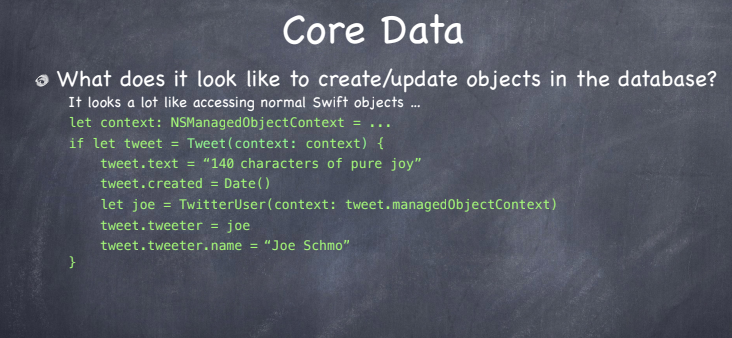 Core Data
What does it look like to create/update objects in the database?
It looks a lot like accessing normal Swift objects …
let context: NSManagedObjectContext = ...
if let tweet = Tweet(context: context) {
    tweet.text = “140 characters of pure joy”
    tweet.created = Date()
    let joe = TwitterUser(context: tweet.managedObjectContext)
    tweet.tweeter = joe
    tweet.tweeter.name = “Joe Schmo”
}